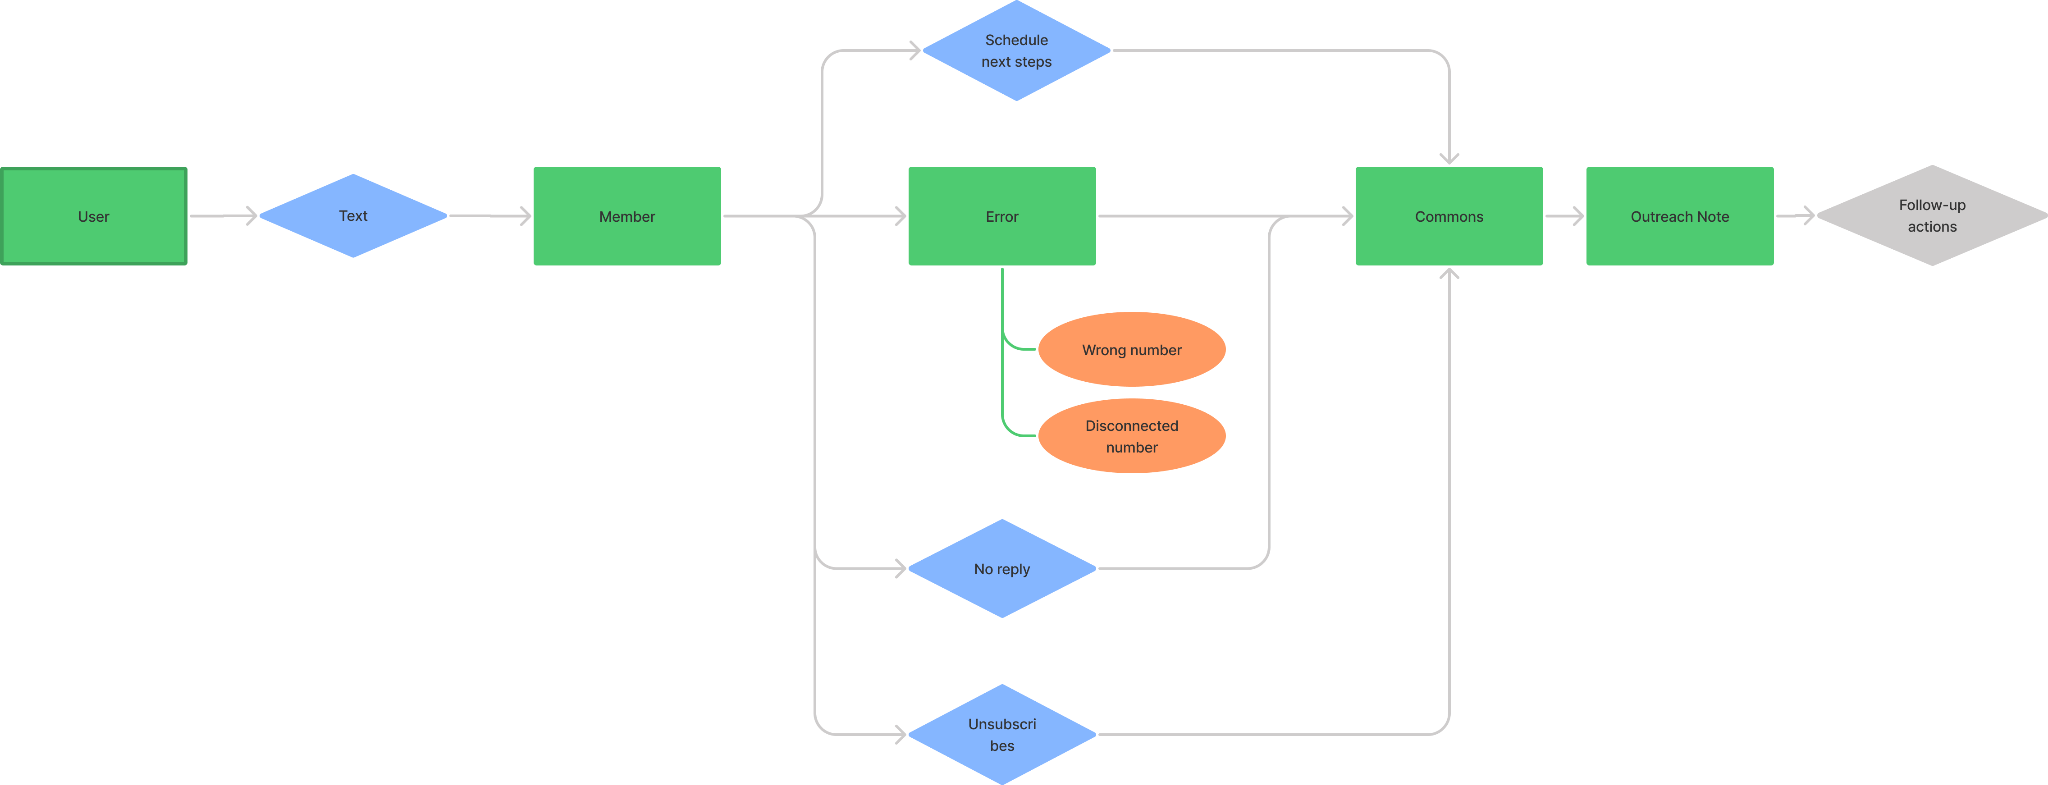 Schedule
next steps
User
Text
Member
Error
Commons
Outreach Note
Follow-up
actions
Wrong number
Disconnected
number
No reply
Unsubscri
bes